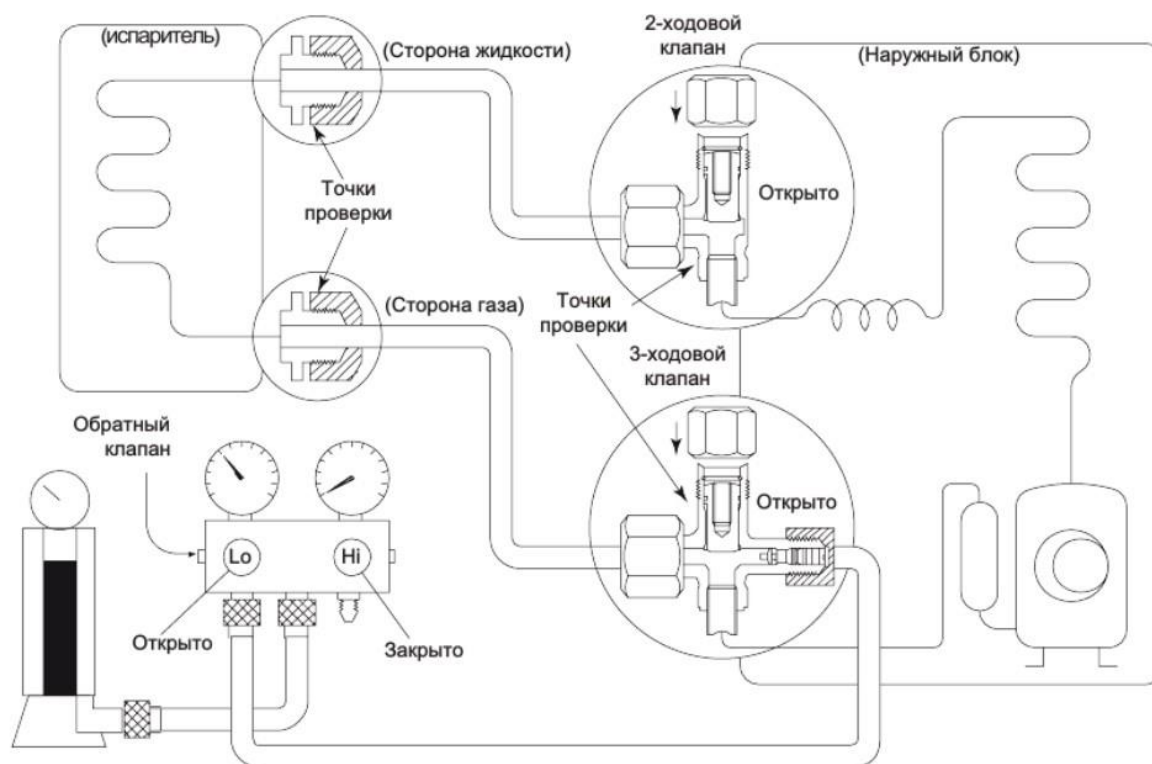 (испаритель)
(Сторона жидкости)
2-ходовой
клапан
(Наружный блок)
Открыто
Точки
проверки
(Сторона газа)
Точки
проверки
3-ходовой
клапан
Открыто
Обратный
клапан
Lo
Hi
Открыто
Закрыто